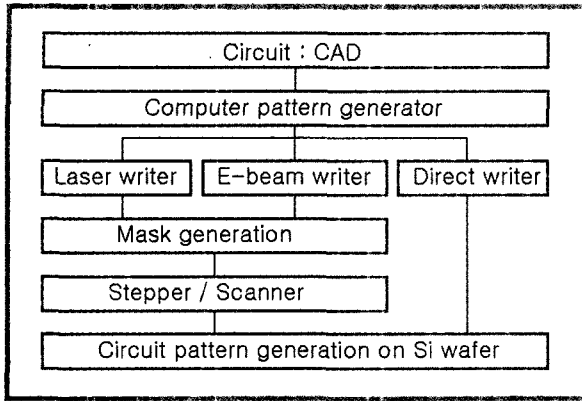 Circuit : CAD
Computer pattern generator
Laser writer
E-beam writer
Direct writer
Mask generation
Stepper / Scanner
Circuit pattern generation on Si wafer